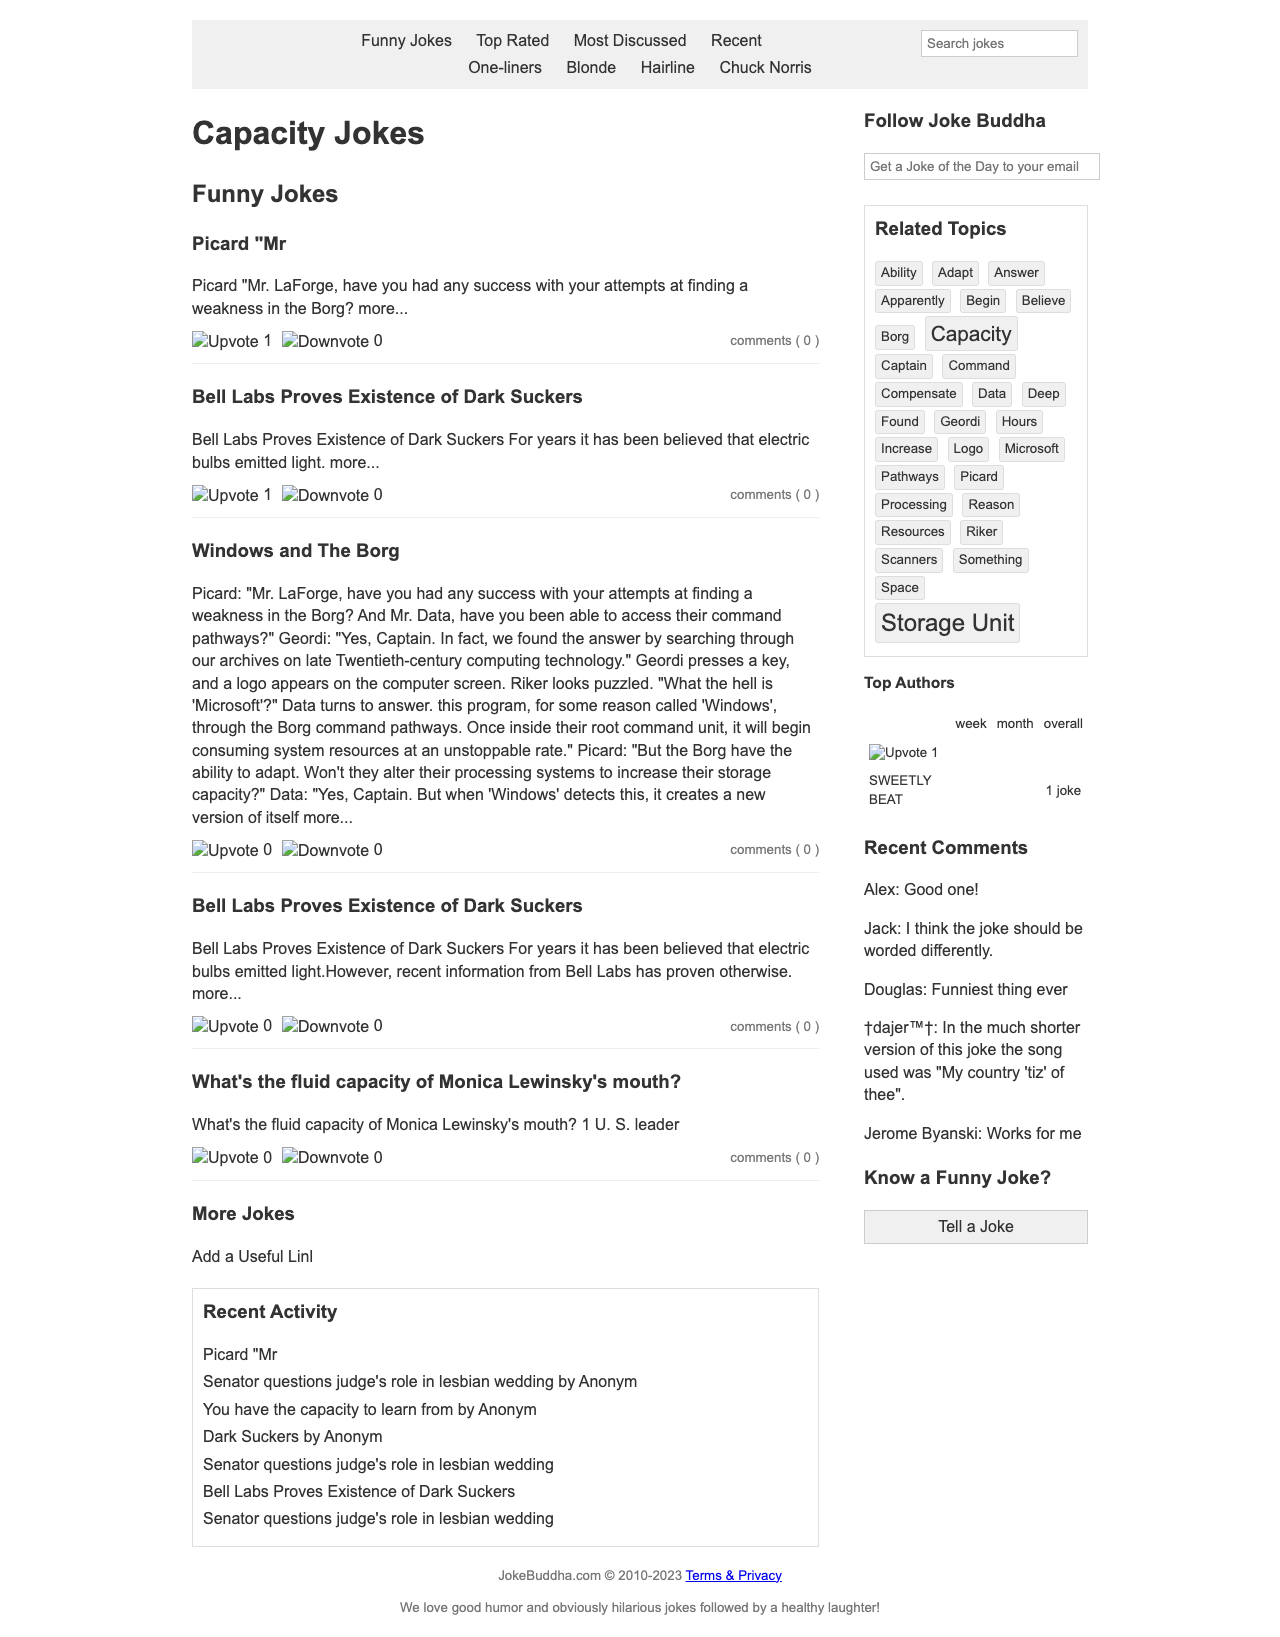 Funny Jokes Top Rated Most Discussed Recent
Search jokes
One-liners Blonde Hairline Chuck Norris
Capacity Jokes
Funny Jokes
Picard "Mr
Picard "Mr. LaForge, have you had any success with your attempts at finding a
weakness in the Borg? more...
Upvote 1 Downvote 0 comments ( 0 )
Bell Labs Proves Existence of Dark Suckers
Bell Labs Proves Existence of Dark Suckers For years it has been believed that electric
bulbs emitted light. more...
Upvote 1 Downvote 0 comments ( 0 )
Windows and The Borg
Picard: "Mr. LaForge, have you had any success with your attempts at finding a
weakness in the Borg? And Mr. Data, have you been able to access their command
pathways?" Geordi: "Yes, Captain. In fact, we found the answer by searching through
our archives on late Twentieth-century computing technology." Geordi presses a key,
and a logo appears on the computer screen. Riker looks puzzled. "What the hell is
'Microsoft'?" Data turns to answer. this program, for some reason called 'Windows',
through the Borg command pathways. Once inside their root command unit, it will begin
consuming system resources at an unstoppable rate." Picard: "But the Borg have the
ability to adapt. Won't they alter their processing systems to increase their storage
capacity?" Data: "Yes, Captain. But when 'Windows' detects this, it creates a new
version of itself more...
Upvote 0 Downvote 0 comments ( 0 )
Bell Labs Proves Existence of Dark Suckers
Bell Labs Proves Existence of Dark Suckers For years it has been believed that electric
bulbs emitted light.However, recent information from Bell Labs has proven otherwise.
more...
Upvote 0 Downvote 0 comments ( 0 )
What's the fluid capacity of Monica Lewinsky's mouth?
What's the fluid capacity of Monica Lewinsky's mouth? 1 U. S. leader
Upvote 0 Downvote 0 comments ( 0 )
More Jokes
Add a Useful Linl
Recent Activity
Picard "Mr
Senator questions judge's role in lesbian wedding by Anonym
You have the capacity to learn from by Anonym
Dark Suckers by Anonym
Senator questions judge's role in lesbian wedding
Bell Labs Proves Existence of Dark Suckers
Senator questions judge's role in lesbian wedding
Follow Joke Buddha
Get a Joke of the Day to your email
Related Topics
Ability Adapt Answer
Apparently Begin Believe
Borg Capacity
Captain Command
Compensate Data Deep
Found Geordi Hours
Increase Logo Microsoft
Pathways Picard
Processing Reason
Resources Riker
Scanners Something
Space
Storage Unit
Top Authors
week month overall
Upvote 1
SWEETLY
BEAT
1 joke
Recent Comments
Alex: Good one!
Jack: I think the joke should be
worded differently.
Douglas: Funniest thing ever
†dajer™†: In the much shorter
version of this joke the song
used was "My country 'tiz' of
thee".
Jerome Byanski: Works for me
Know a Funny Joke?
Tell a Joke
JokeBuddha.com © 2010-2023 Terms & Privacy
We love good humor and obviously hilarious jokes followed by a healthy laughter!